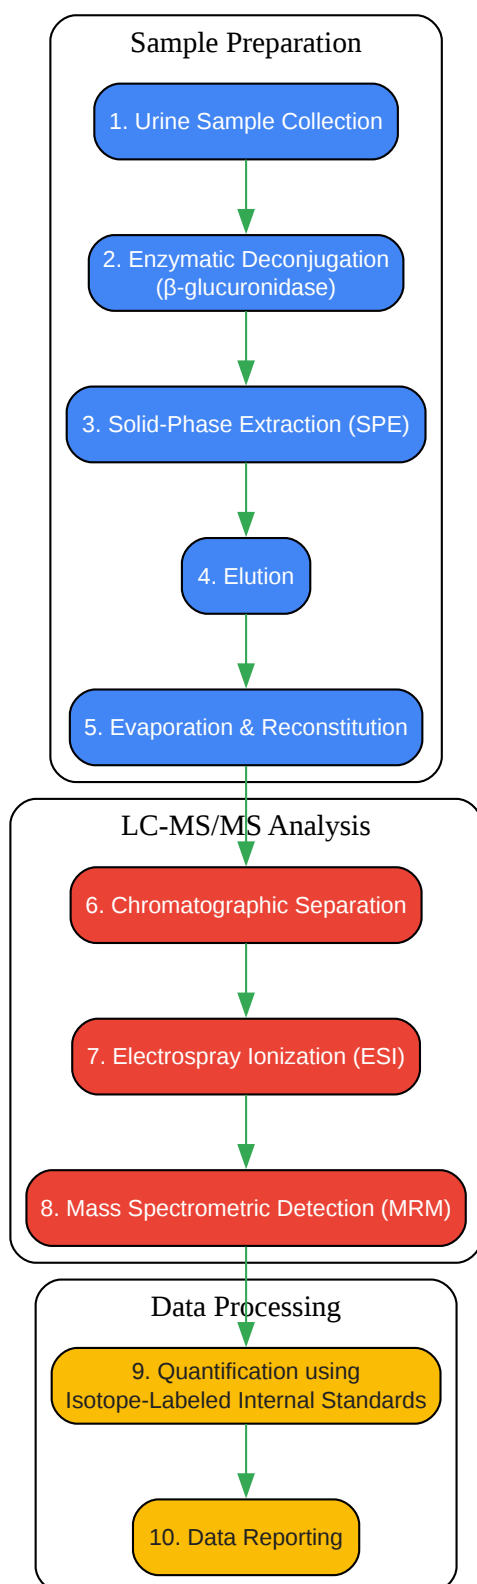 Sample Preparation
1. Urine Sample Collection
2. Enzymatic Deconjugation
(β-glucuronidase)
3. Solid-Phase Extraction (SPE)
4. Elution
5. Evaporation & Reconstitution
LC-MS/MS Analysis
6. Chromatographic Separation
7. Electrospray Ionization (ESI)
8. Mass Spectrometric Detection (MRM)
Data Processing
9. Quantification using
Isotope-Labeled Internal Standards
10. Data Reporting